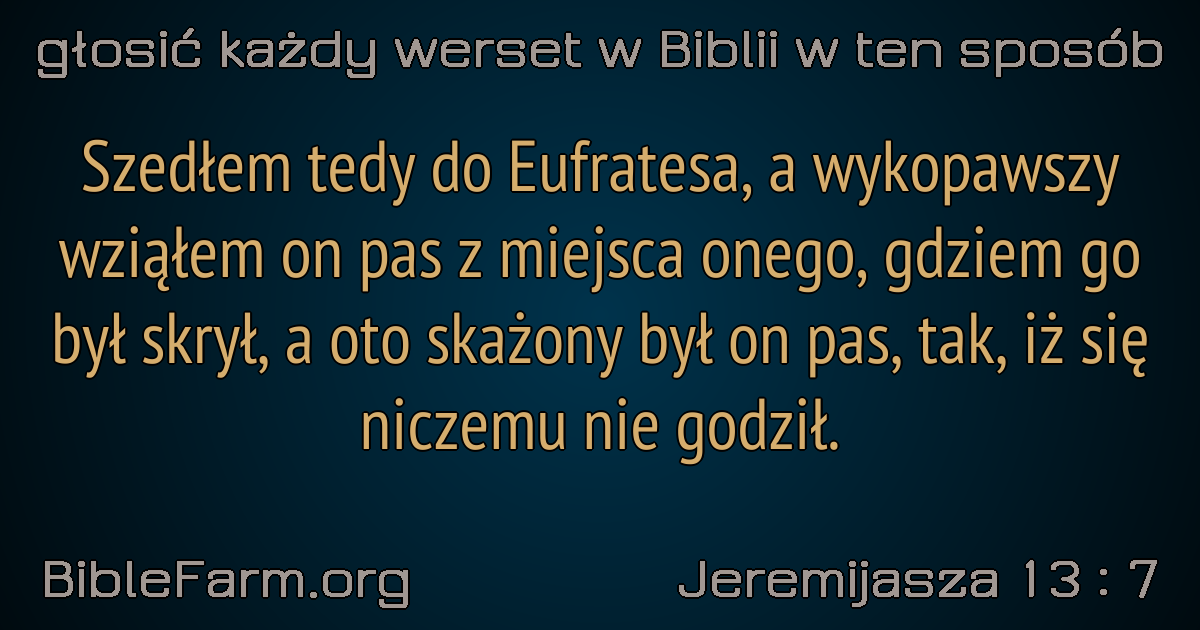 głosić każdy werset w Biblii w ten sposób
Szedłem tedy do Eufratesa, a wykopawszy
wziąłem on pas z miejsca onego, gdziem go
był skrył, a oto skażony był on pas, tak, iż się
niczemu nie godził.
BibleFarm.org
Jeremijasza 13 : 7